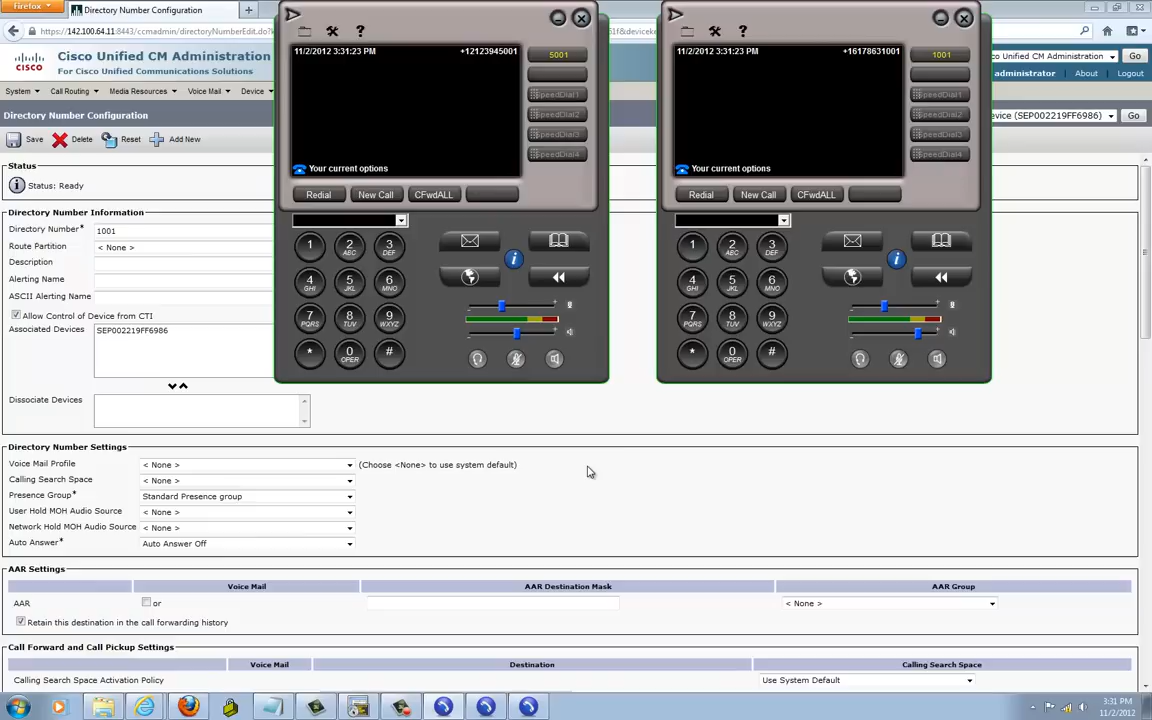 Firefox
Directory Number Configuration
+
https://142.100.64.11:8443/ccmadmin/directoryNumberEdit.do?k
cisco
Cisco Unified CM Administration
For Cisco Unified Communications Solutions
co Unified CM Administration
Go
administrator
About
Logout
System
Call Routing
Media Resources
Voice Mail
Device
Directory Number Configuration
evice (SEP002219FF6986)
Go
Save
Delete
Reset
Add New
Status
Status: Ready
Directory Number Information
Directory Number*
1001
Route Partition
< None >
Description
Alerting Name
ASCII Alerting Name
Allow Control of Device from CTI
Associated Devices
SEP002219FF6986
Dissociate Devices
Directory Number Settings
Voice Mail Profile
< None >
(Choose <None> to use system default)
Calling Search Space
< None >
Presence Group*
Standard Presence group
User Hold MOH Audio Source
< None >
Network Hold MOH Audio Source
< None >
Auto Answer*
Auto Answer Off
AAR Settings
Voice Mail
AAR Destination Mask
AAR Group
AAR
or
< None >
Retain this destination in the call forwarding history
Call Forward and Call Pickup Settings
Voice Mail
Destination
Calling Search Space
Calling Search Space Activation Policy
Use System Default
?
11/2/2012 3:31:23 PM
+12123945001
5001
SpeedDial1
SpeedDial2
SpeedDial3
SpeedDial4
Your current options
Redial
New Call
CFwdALL
1
2 ABC
3 DEF
4 GHI
5 JKL
6 MNO
7 PQRS
8 TUV
9 WXYZ
*
0 OPER
#
?
11/2/2012 3:31:23 PM
+16178631001
1001
SpeedDial1
SpeedDial2
SpeedDial3
SpeedDial4
Your current options
Redial
New Call
CFwdALL
1
2 ABC
3 DEF
4 GHI
5 JKL
6 MNO
7 PQRS
8 TUV
9 WXYZ
*
0 OPER
#
3:31 PM
11/2/2012